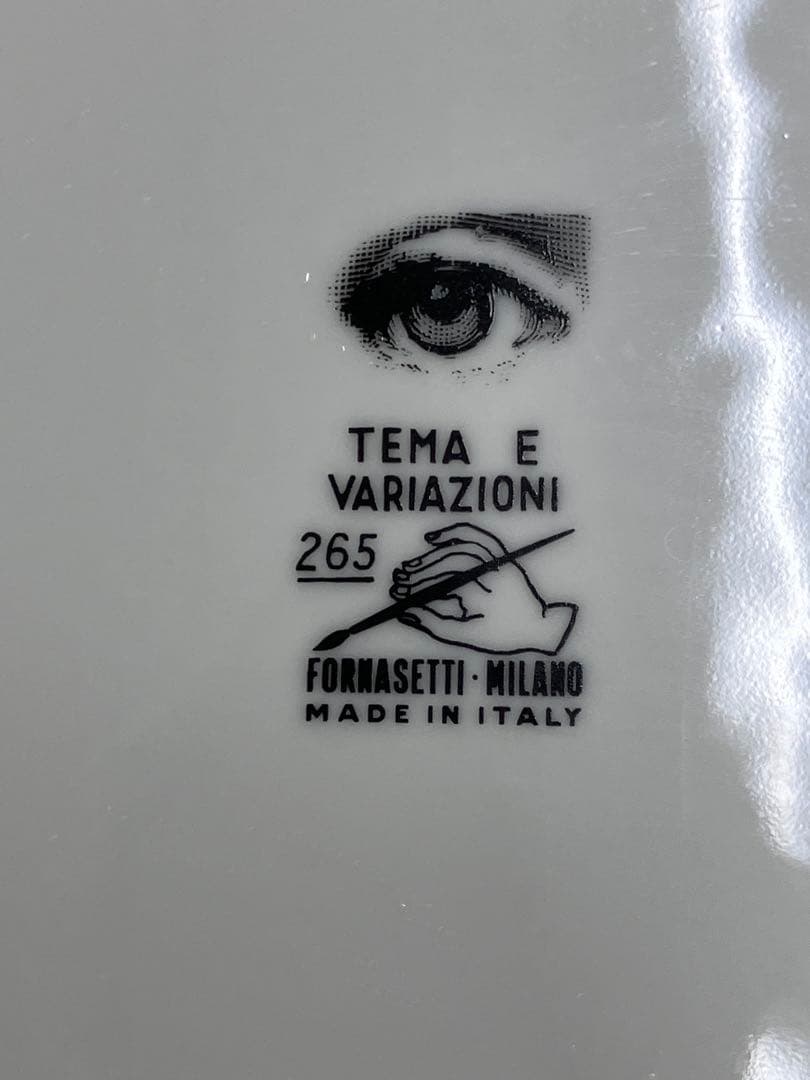 TEMA E
VARIAZIONI
265
FORNASETTI · MILANO
MADE IN ITALY